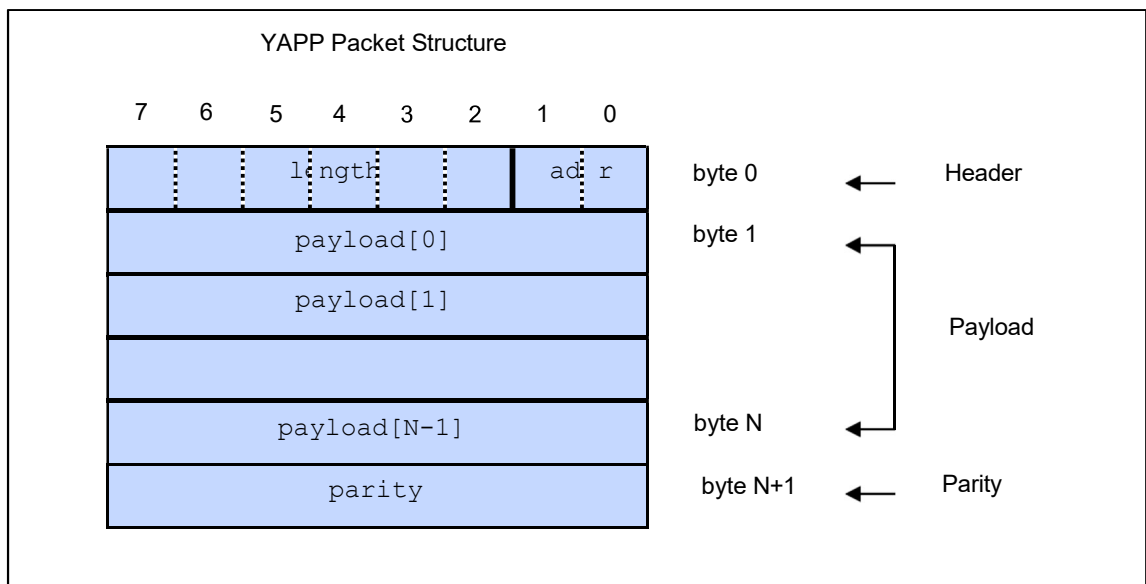 YAPP Packet Structure
7 6 5 4 3 2 1 0
length addr byte 0 Header
payload[0] byte 1
payload[1]
Payload
payload[N-1] byte N
parity byte N+1 Parity